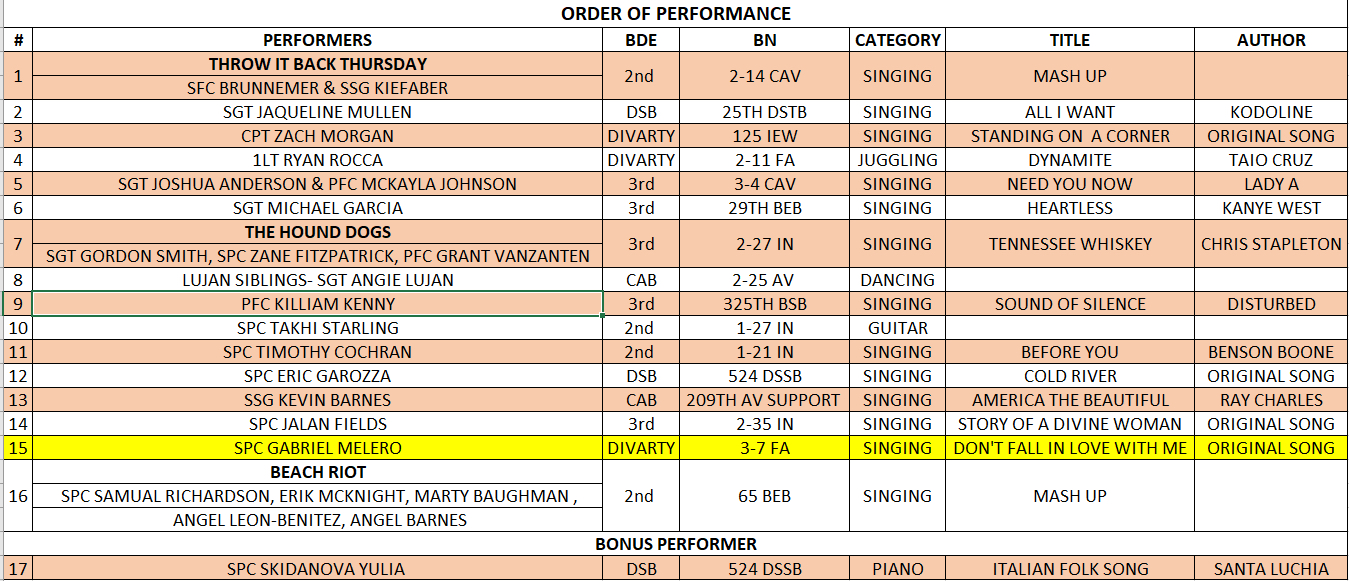 ORDER OF PERFORMANCE
# PERFORMERS BDE BN CATEGORY TITLE AUTHOR
1 THROW IT BACK THURSDAY 2nd 2-14 CAV SINGING MASH UP
SFC BRUNNEMER & SSG KIEFABER
2 SGT JAQUELINE MULLEN DSB 25TH DSTB SINGING ALL I WANT KODOLINE
3 CPT ZACH MORGAN DIVARTY 125 IEW SINGING STANDING ON A CORNER ORIGINAL SONG
4 1LT RYAN ROCCA DIVARTY 2-11 FA JUGGLING DYNAMITE TAIO CRUZ
5 SGT JOSHUA ANDERSON & PFC MCKAYLA JOHNSON 3rd 3-4 CAV SINGING NEED YOU NOW LADY A
6 SGT MICHAEL GARCIA 3rd 29TH BEB SINGING HEARTLESS KANYE WEST
7 THE HOUND DOGS 3rd 2-27 IN SINGING TENNESSEE WHISKEY CHRIS STAPLETON
SGT GORDON SMITH, SPC ZANE FITZPATRICK, PFC GRANT VANZANTEN
8 LUJAN SIBLINGS- SGT ANGIE LUJAN CAB 2-25 AV DANCING
9 PFC KILLIAM KENNY 3rd 325TH BSB SINGING SOUND OF SILENCE DISTURBED
10 SPC TAKHI STARLING 2nd 1-27 IN GUITAR
11 SPC TIMOTHY COCHRAN 2nd 1-21 IN SINGING BEFORE YOU BENSON BOONE
12 SPC ERIC GAROZZA DSB 524 DSSB SINGING COLD RIVER ORIGINAL SONG
13 SSG KEVIN BARNES CAB 209TH AV SUPPORT SINGING AMERICA THE BEAUTIFUL RAY CHARLES
14 SPC JALAN FIELDS 3rd 2-35 IN SINGING STORY OF A DIVINE WOMAN ORIGINAL SONG
15 SPC GABRIEL MELERO DIVARTY 3-7 FA SINGING DON'T FALL IN LOVE WITH ME ORIGINAL SONG
16 BEACH RIOT 2nd 65 BEB SINGING MASH UP
SPC SAMUAL RICHARDSON, ERIK MCKNIGHT, MARTY BAUGHMAN ,
ANGEL LEON-BENITEZ, ANGEL BARNES
BONUS PERFORMER
17 SPC SKIDANOVA YULIA DSB 524 DSSB PIANO ITALIAN FOLK SONG SANTA LUCHIA